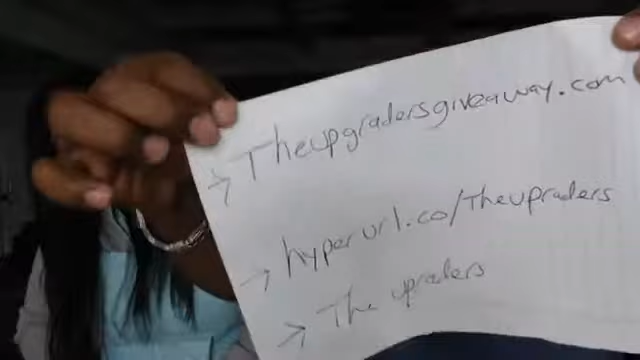 → Theupgradersgiveaway.com
→ hyperurl.co/Theupraders
→ The upraders